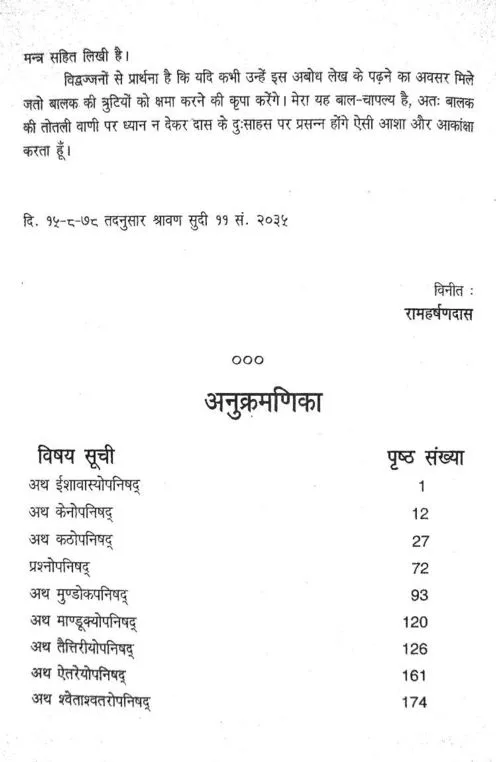 मन्त्र सहित लिखी है।
विद्वज्जनों से प्रार्थना है कि यदि कभी उन्हें इस अबोध लेख के पढ़ने का अवसर मिले
जतो बालक की त्रुटियों को क्षमा करने की कृपा करेंगे। मेरा यह बाल-चापल्य है, अतः बालक
की तोतली वाणी पर ध्यान न देकर दास के दुःसाहस पर प्रसन्न होंगे ऐसी आशा और आकांक्षा
करता हूँ।
दि. १५-८-७८ तदनुसार श्रावण सुदी ११ सं. २०३५
विनीत :
रामहर्षणदास
०००
अनुक्रमणिका
विषय सूची पृष्ठ संख्या
अथ ईशावास्योपनिषद् 1
अथ केनोपनिषद् 12
अथ कठोपनिषद् 27
प्रश्नोपनिषद् 72
अथ मुण्डोकपनिषद् 93
अथ माण्डूक्योपनिषद् 120
अथ तैत्तिरीयोपनिषद् 126
अथ ऐतरेयोपनिषद् 161
अथ श्वेताश्वतरोपनिषद् 174